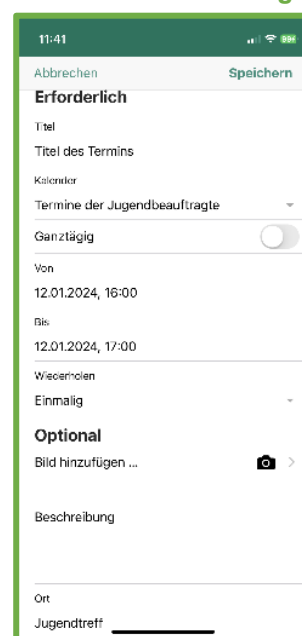 11:41
Abbrechen Speichern
Erforderlich
Titel
Titel des Termins
Kalender
Termine der Jugendbeauftragte
Ganztägig
Von
12.01.2024, 16:00
Bis
12.01.2024, 17:00
Wiederholen
Einmalig
Optional
Bild hinzufügen ...
Beschreibung
Ort
Jugendtreff